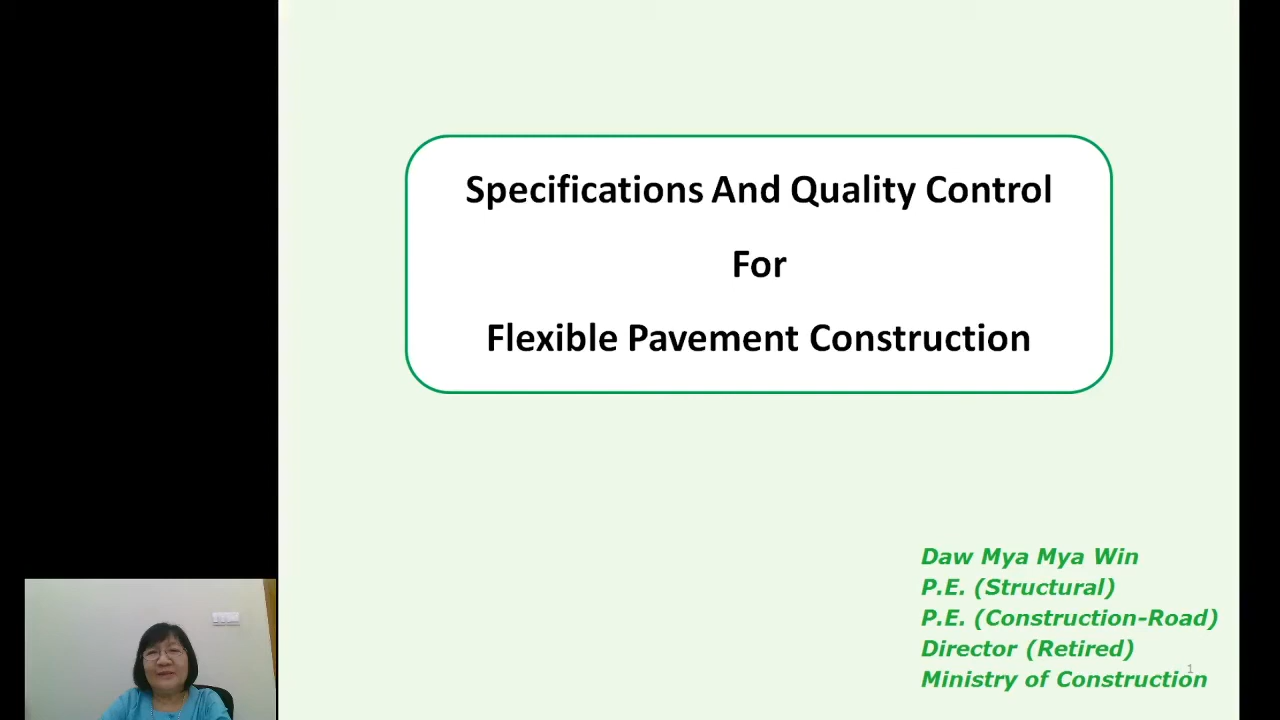 Specifications And Quality Control
For
Flexible Pavement Construction
Daw Mya Mya Win
P.E. (Structural)
P.E. (Construction-Road)
Director (Retired)
1
Ministry of Construction